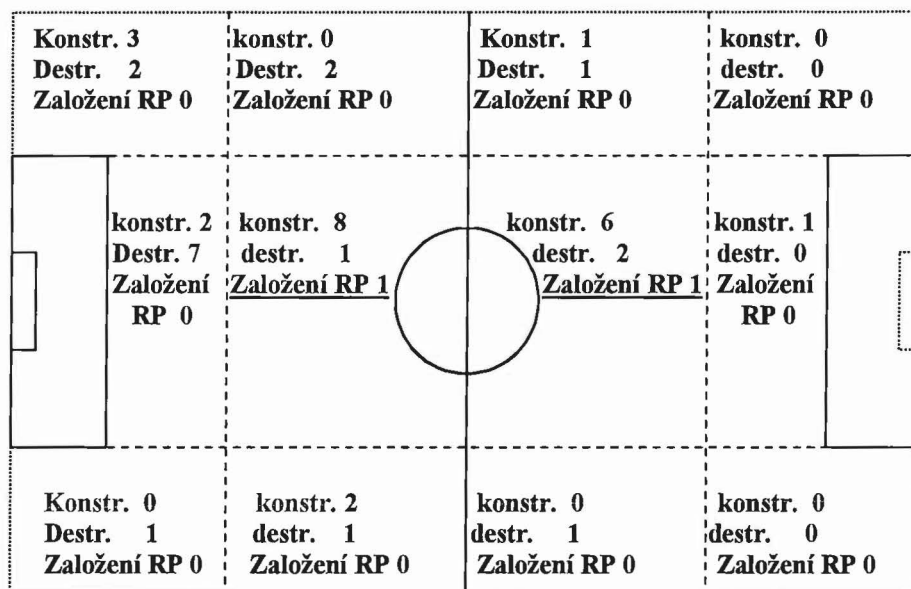 Konstr. 3
Destr. 2
Založení RP 0
konstr. 0
Destr. 2
Založení RP 0
Konstr. 1
Destr. 1
Založení RP 0
konstr. 0
destr. 0
Založení RP 0
konstr. 2
Destr. 7
Založení
RP 0
konstr. 8
destr. 1
Založení RP 1
konstr. 6
destr. 2
Založení RP 1
konstr. 1
destr. 0
Založení
RP 0
Konstr. 0
Destr. 1
Založení RP 0
konstr. 2
destr. 1
Založení RP 0
konstr. 0
destr. 1
Založení RP 0
konstr. 0
destr. 0
Založení RP 0